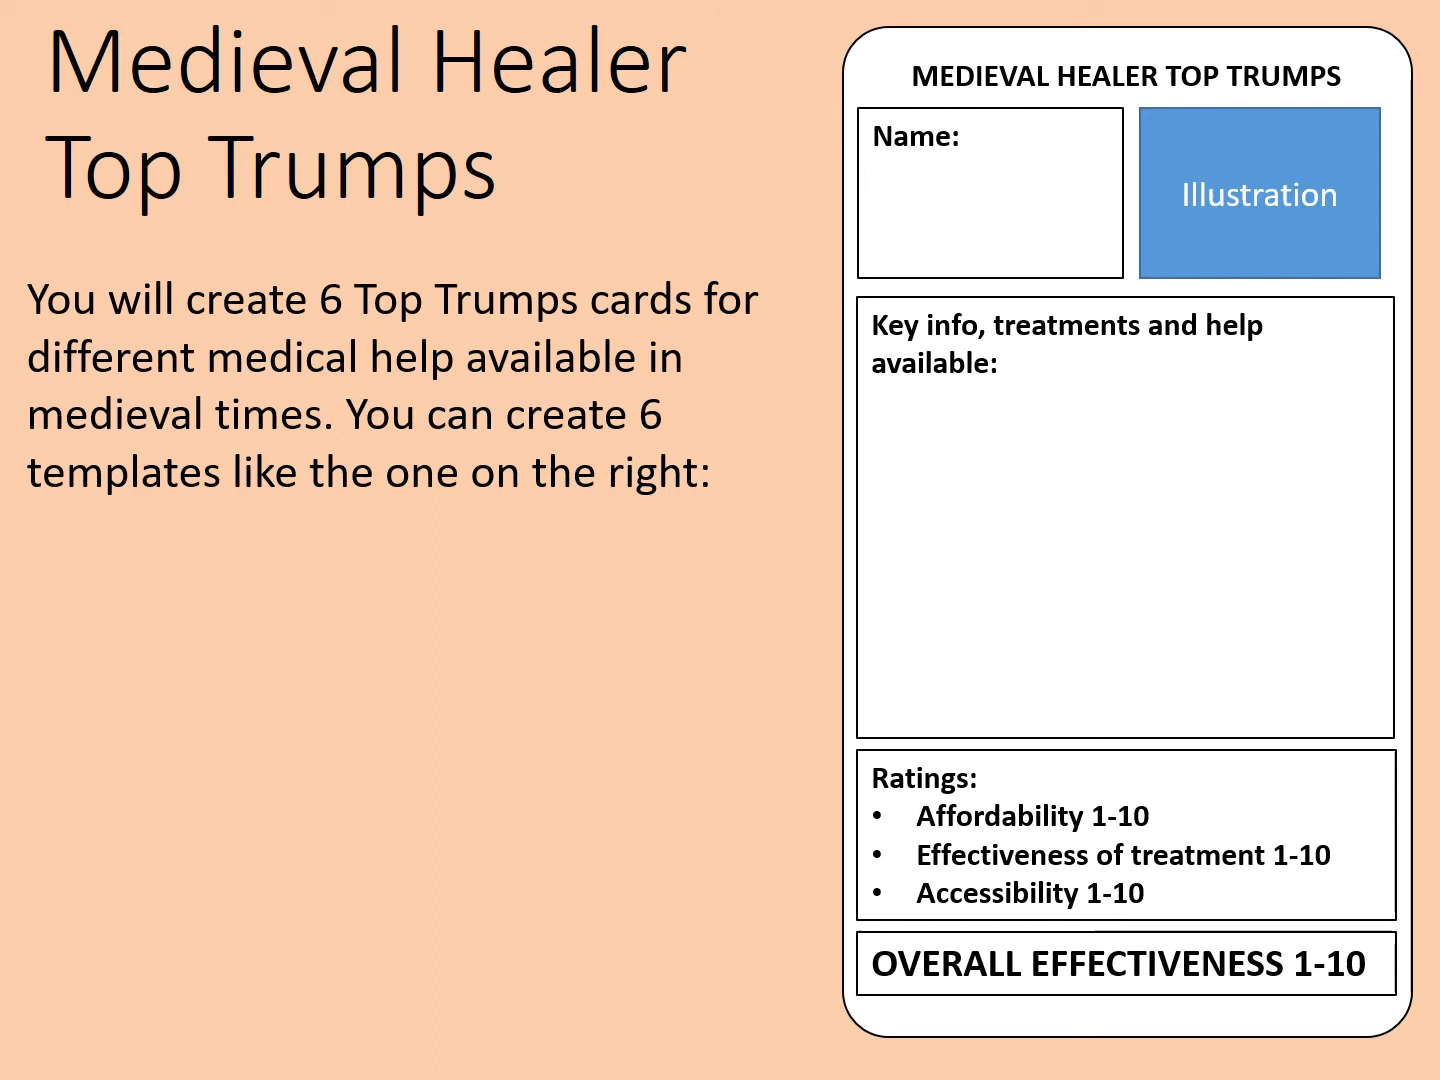 Medieval Healer
Top Trumps
You will create 6 Top Trumps cards for
different medical help available in
medieval times. You can create 6
templates like the one on the right:
MEDIEVAL HEALER TOP TRUMPS
Name:
Illustration
Key info, treatments and help
available:
Ratings:
• Affordability 1-10
• Effectiveness of treatment 1-10
• Accessibility 1-10
OVERALL EFFECTIVENESS 1-10